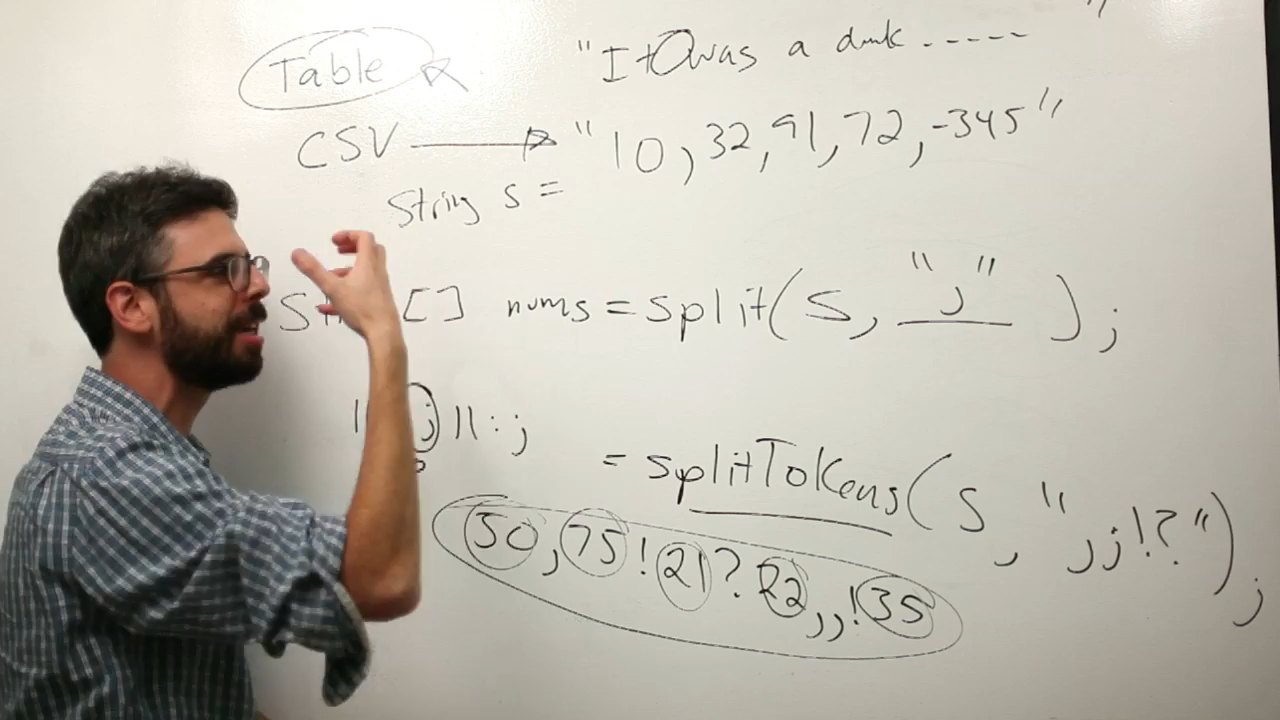 Table
"It was a dark-----"
CSV → "10, 32, 91, 72, -345"
String s =
[] nums = split(S, "," );
:;
= splitTokens(S, ",;!?");
50, 75!21?22,,!35